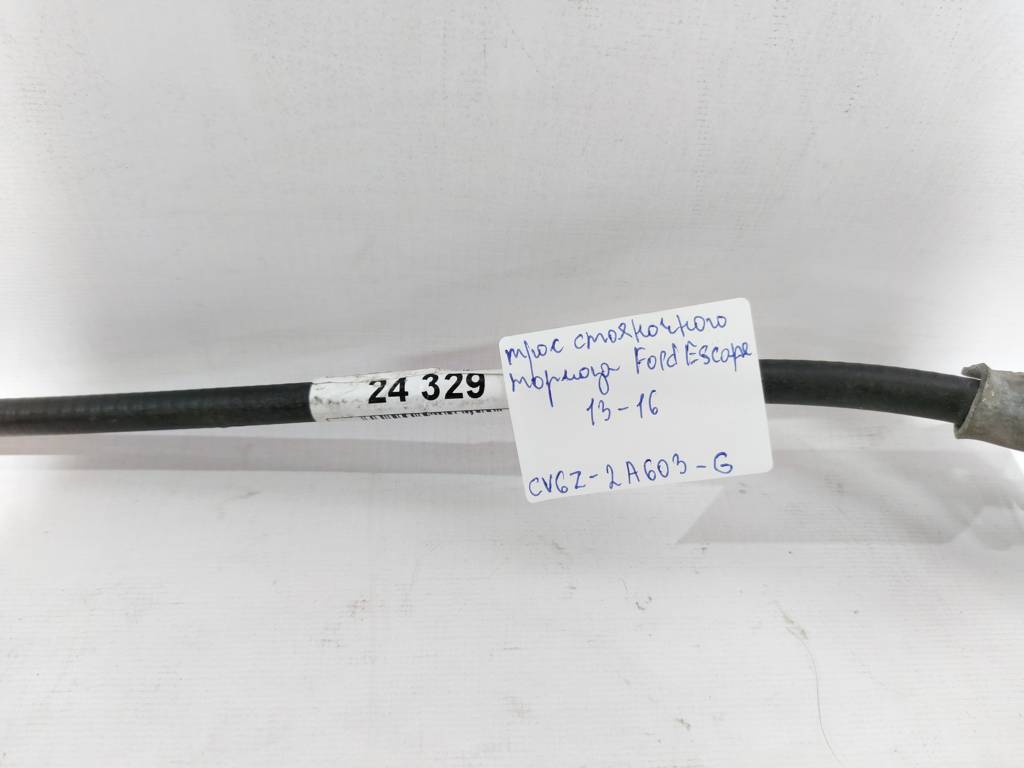 24 329
трос стояночного
тормоза Ford Escape
13-16
CV6Z-2A603-G